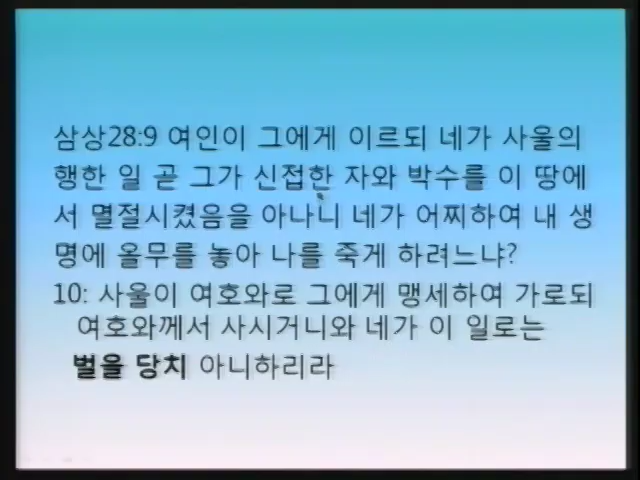 삼상28:9 여인이 그에게 이르되 네가 사울의
행한 일 곧 그가 신접한 자와 박수를 이 땅에
서 멸절시켰음을 아나니 네가 어찌하여 내 생
명에 올무를 놓아 나를 죽게 하려느냐?
10: 사울이 여호와로 그에게 맹세하여 가로되
여호와께서 사시거니와 네가 이 일로는
벌을 당치 아니하리라